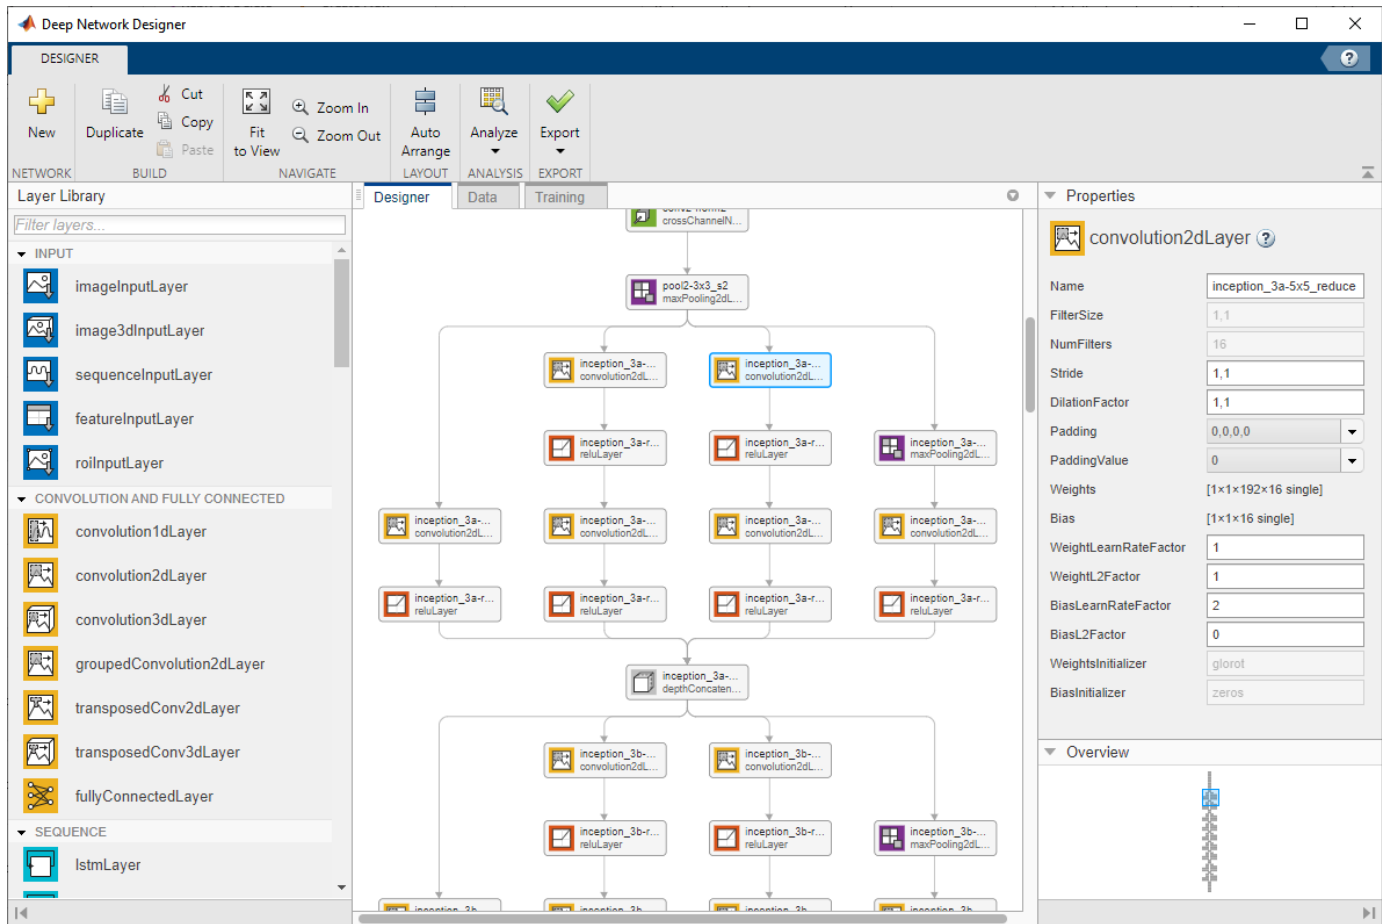 Deep Network Designer
DESIGNER
New
Duplicate
Cut
Copy
Paste
Fit
to View
Zoom In
Zoom Out
Auto
Arrange
Analyze
Export
NETWORK
BUILD
NAVIGATE
LAYOUT
ANALYSIS
EXPORT
Layer Library
Filter layers...
INPUT
imageInputLayer
image3dInputLayer
sequenceInputLayer
featureInputLayer
roiInputLayer
CONVOLUTION AND FULLY CONNECTED
convolution1dLayer
convolution2dLayer
convolution3dLayer
groupedConvolution2dLayer
transposedConv2dLayer
transposedConv3dLayer
fullyConnectedLayer
SEQUENCE
lstmLayer
Designer
Data
Training
crossChannelN...
pool2-3x3_s2
maxPooling2dL...
inception_3a-...
convolution2dL...
inception_3a-...
convolution2dL...
inception_3a-r...
reluLayer
inception_3a-r...
reluLayer
inception_3a-...
maxPooling2dL...
inception_3a-...
convolution2dL...
inception_3a-...
convolution2dL...
inception_3a-...
convolution2dL...
inception_3a-...
convolution2dL...
inception_3a-r...
reluLayer
inception_3a-r...
reluLayer
inception_3a-r...
reluLayer
inception_3a-r...
reluLayer
inception_3a-...
depthConcaten...
inception_3b-...
convolution2dL...
inception_3b-...
convolution2dL...
inception_3b-r...
reluLayer
inception_3b-r...
reluLayer
inception_3b-...
maxPooling2dL...
Properties
convolution2dLayer
Name inception_3a-5x5_reduce
FilterSize 1,1
NumFilters 16
Stride 1,1
DilationFactor 1,1
Padding 0,0,0,0
PaddingValue 0
Weights [1×1×192×16 single]
Bias [1×1×16 single]
WeightLearnRateFactor 1
WeightL2Factor 1
BiasLearnRateFactor 2
BiasL2Factor 0
WeightsInitializer glorot
BiasInitializer zeros
Overview